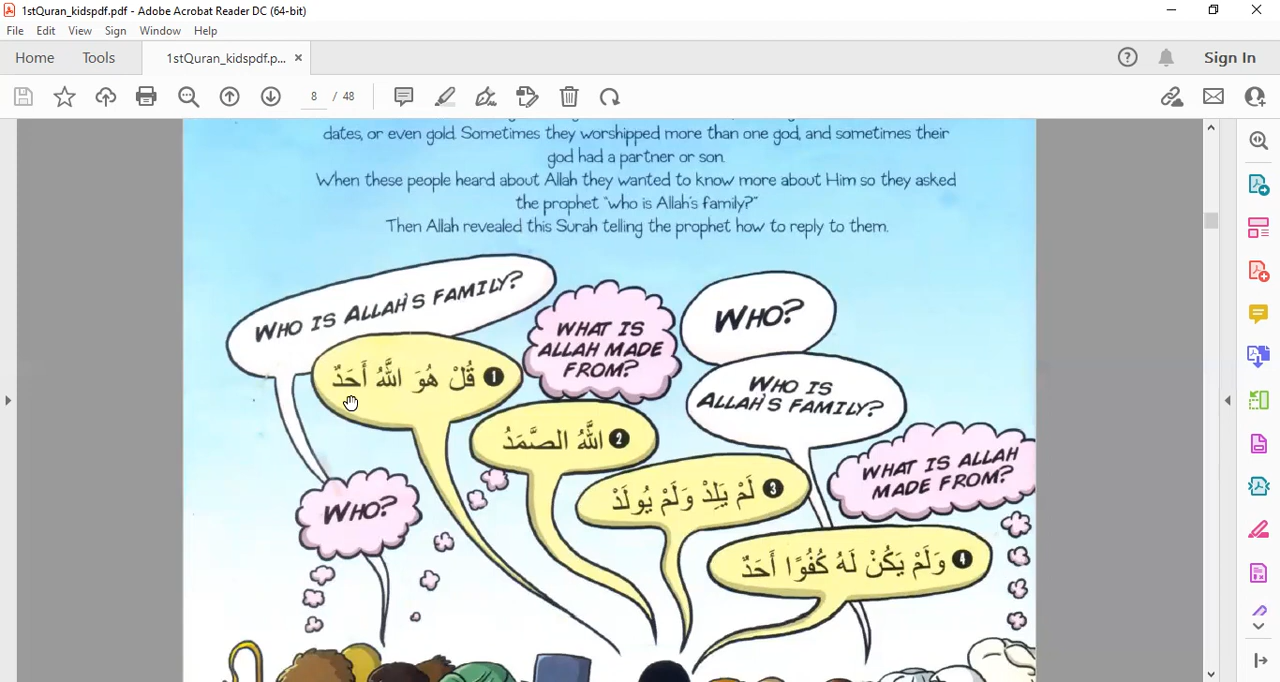 1stQuran_kidspdf.pdf - Adobe Acrobat Reader DC (64-bit)
File Edit View Sign Window Help
Home Tools 1stQuran_kidspdf.p... Sign In
8 / 48
dates, or even gold. Sometimes they worshipped more than one god, and sometimes their
god had a partner or son.
When these people heard about Allah they wanted to know more about Him so they asked
the prophet "who is Allah's family?"
Then Allah revealed this Surah telling the prophet how to reply to them.
WHO IS ALLAH'S FAMILY?
WHAT IS
ALLAH MADE
FROM?
WHO?
1 قُلْ هُوَ اللَّهُ أَحَدٌ
WHO IS
ALLAH'S FAMILY?
2 اللَّهُ الصَّمَدُ
WHAT IS ALLAH
MADE FROM?
3 لَمْ يَلِدْ وَلَمْ يُولَدْ
WHO?
4 وَلَمْ يَكُنْ لَهُ كُفُوًا أَحَدٌ